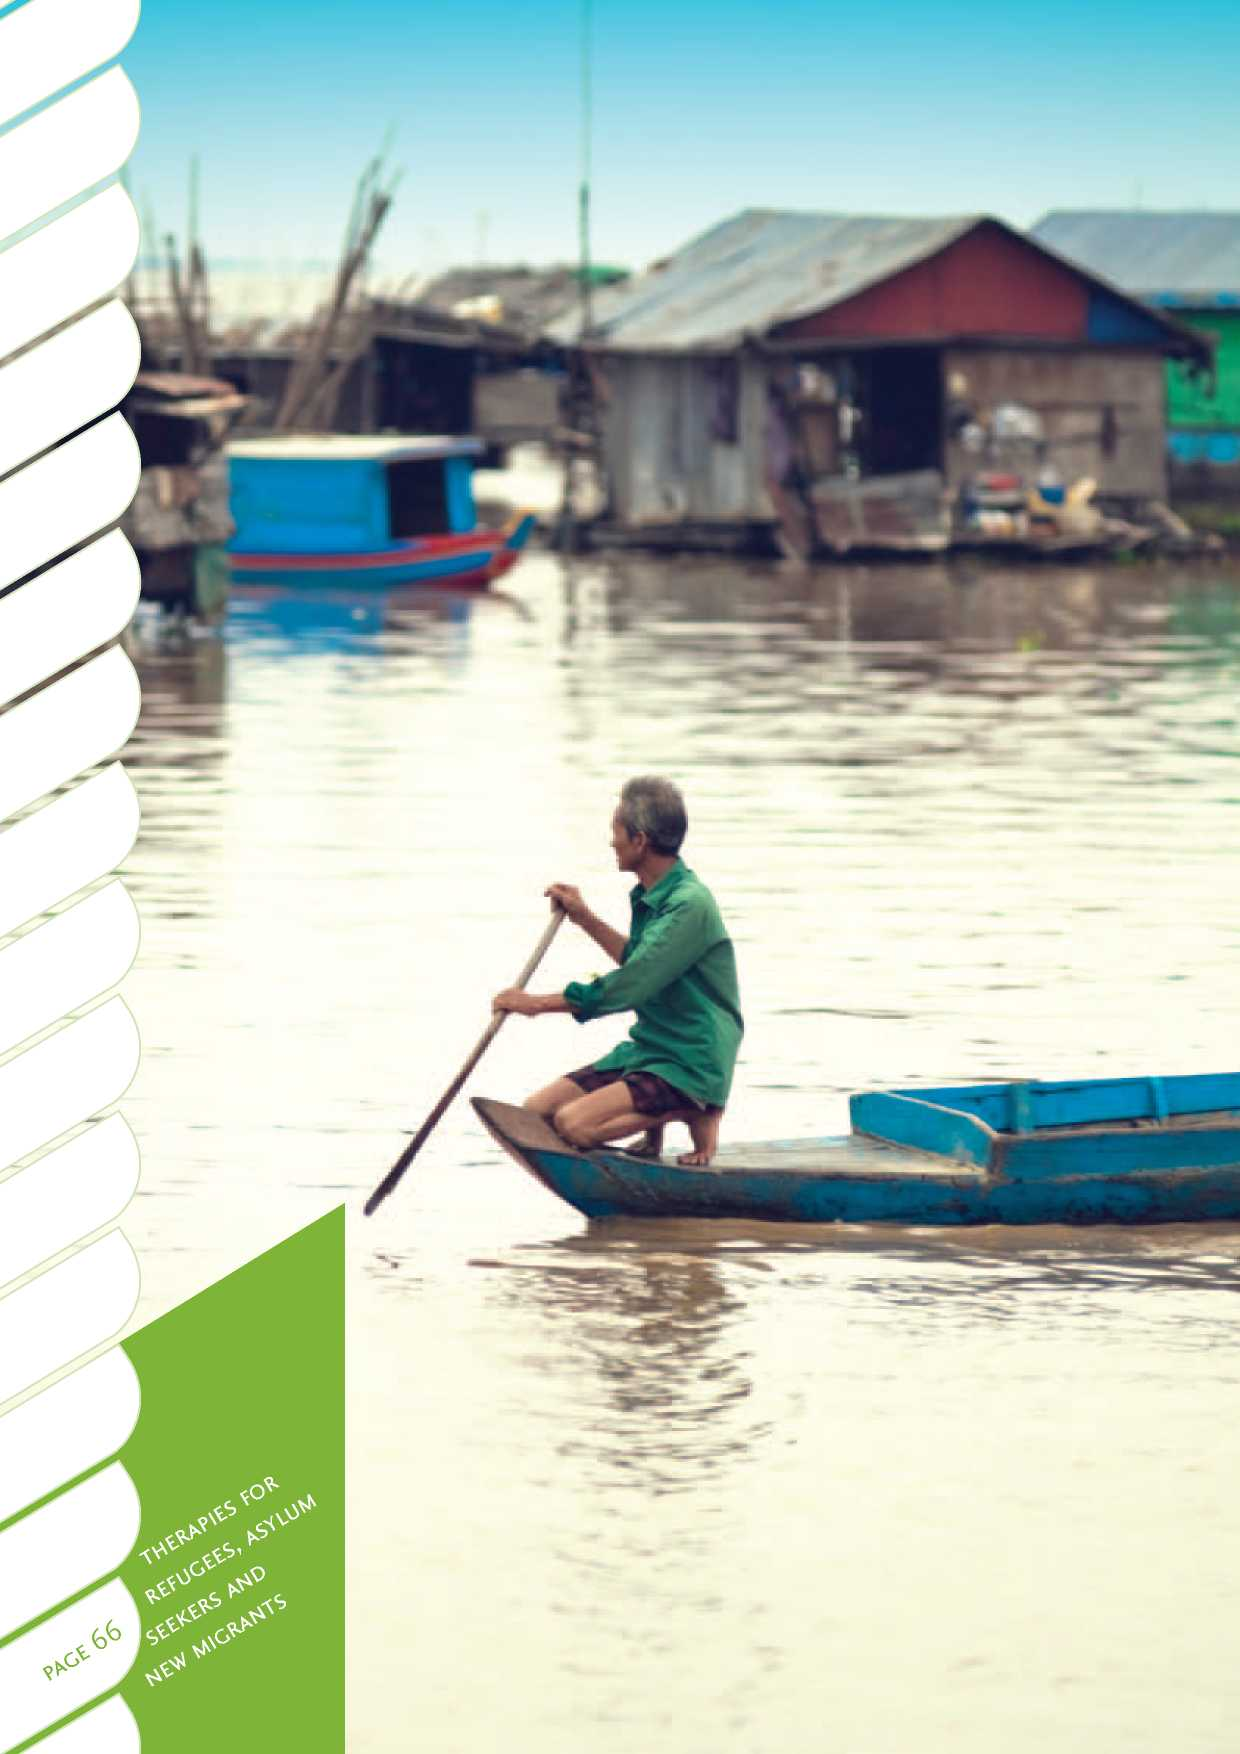 THERAPIES FOR
REFUGEES, ASYLUM
SEEKERS AND
NEW MIGRANTS
PAGE 66